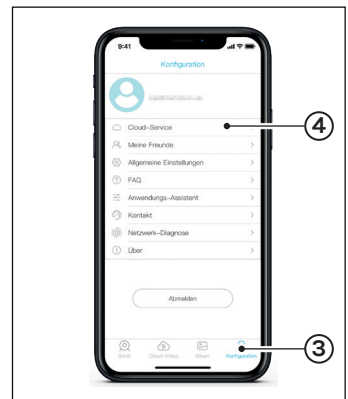 9:41
Konfiguration
Cloud-Service
4
Meine Freunde
Allgemeine Einstellungen
FAQ
Anwendungs-Assistent
Kontakt
Netzwerk-Diagnose
Über
Abmelden
3
Gerät Cloud Video Album Konfiguration